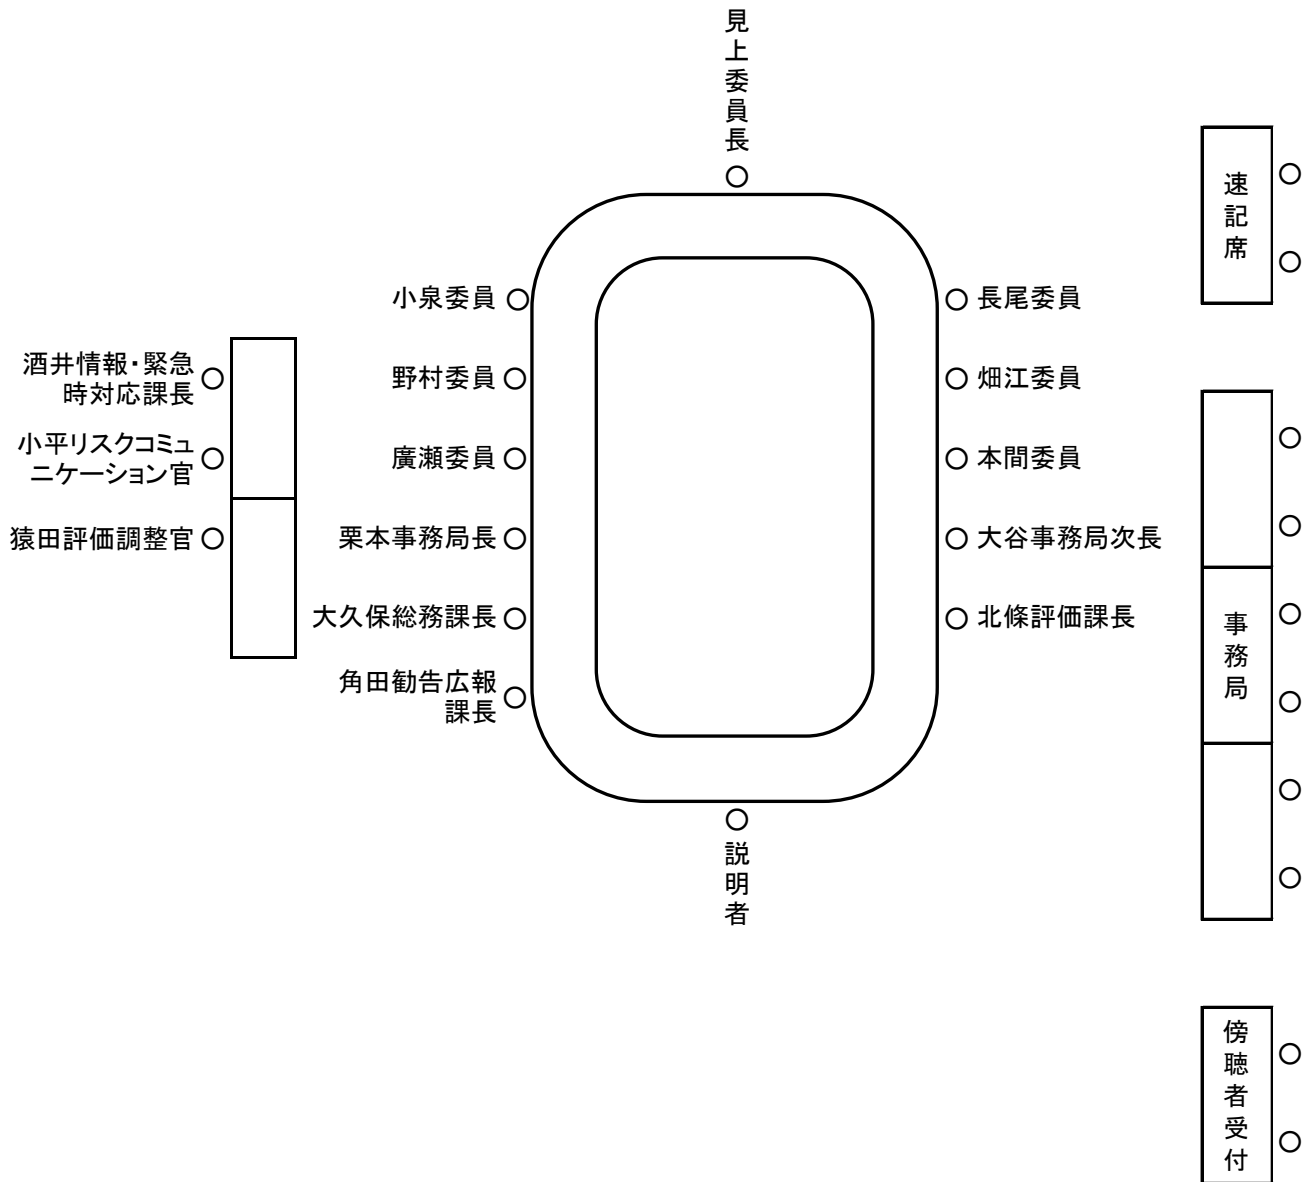 見上委員長
小泉委員
野村委員
廣瀬委員
栗本事務局長
大久保総務課長
角田勧告広報
課長
長尾委員
畑江委員
本間委員
大谷事務局次長
北條評価課長
説明者
酒井情報・緊急
時対応課長
小平リスクコミュ
ニケーション官
猿田評価調整官
速記席
事務局
傍聴者受付